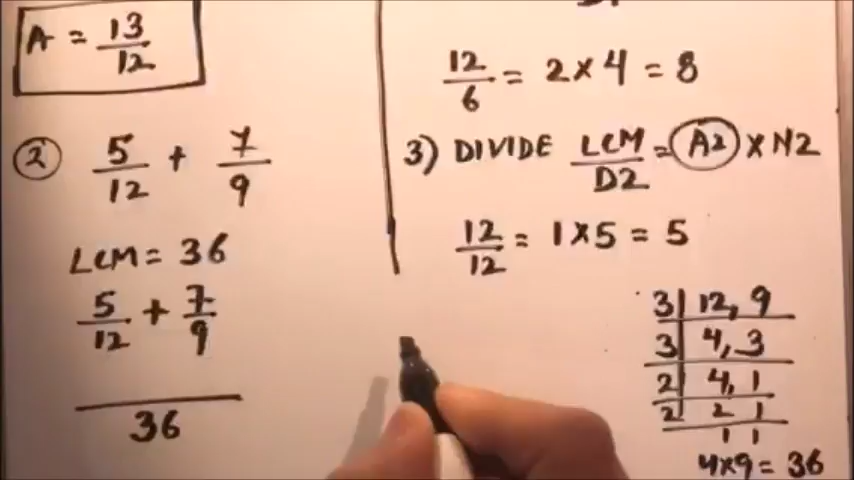 A = 13/12
② 5/12 + 7/9
LCM = 36
5/12 + 7/9
36
12/6 = 2 × 4 = 8
3) DIVIDE LCM/D2 = A2 × N2
12/12 = 1 × 5 = 5
3 | 12, 9
3 | 4, 3
2 | 4, 1
2 | 2 1
1 1
4×9 = 36